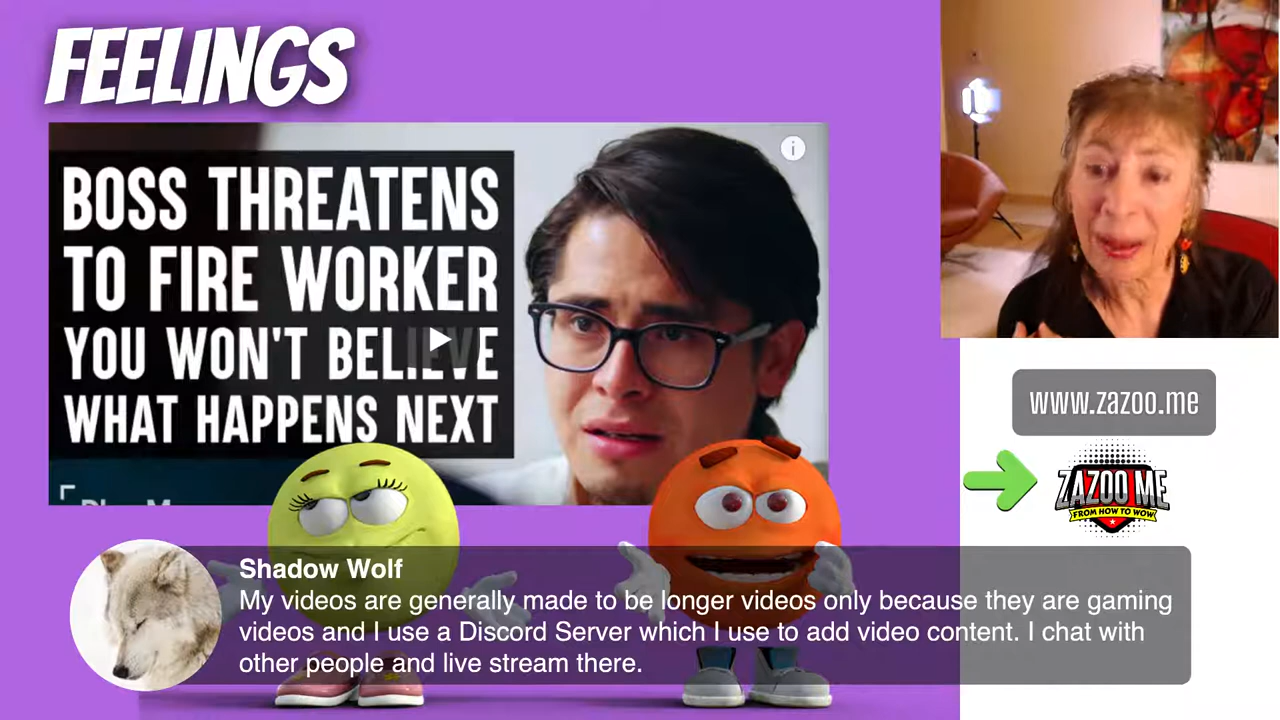 FEELINGS
BOSS THREATENS
TO FIRE WORKER
YOU WON'T BELIEVE
WHAT HAPPENS NEXT
www.zazoo.me
ZAZOO ME
FROM HOW TO WOW
Shadow Wolf
My videos are generally made to be longer videos only because they are gaming
videos and I use a Discord Server which I use to add video content. I chat with
other people and live stream there.